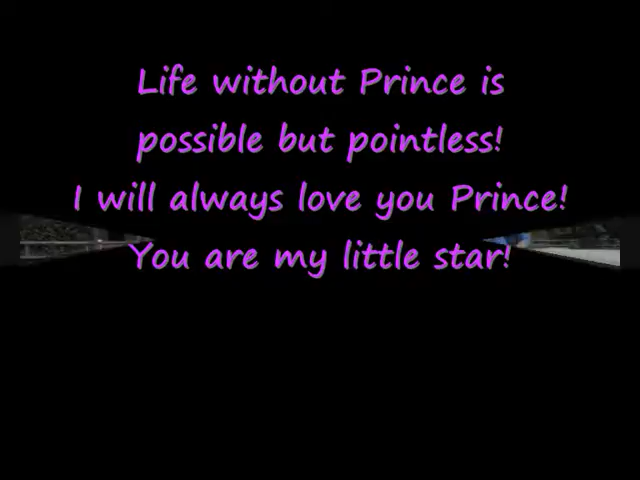 Life without Prince is
possible but pointless!
I will always love you Prince!
You are my little star!